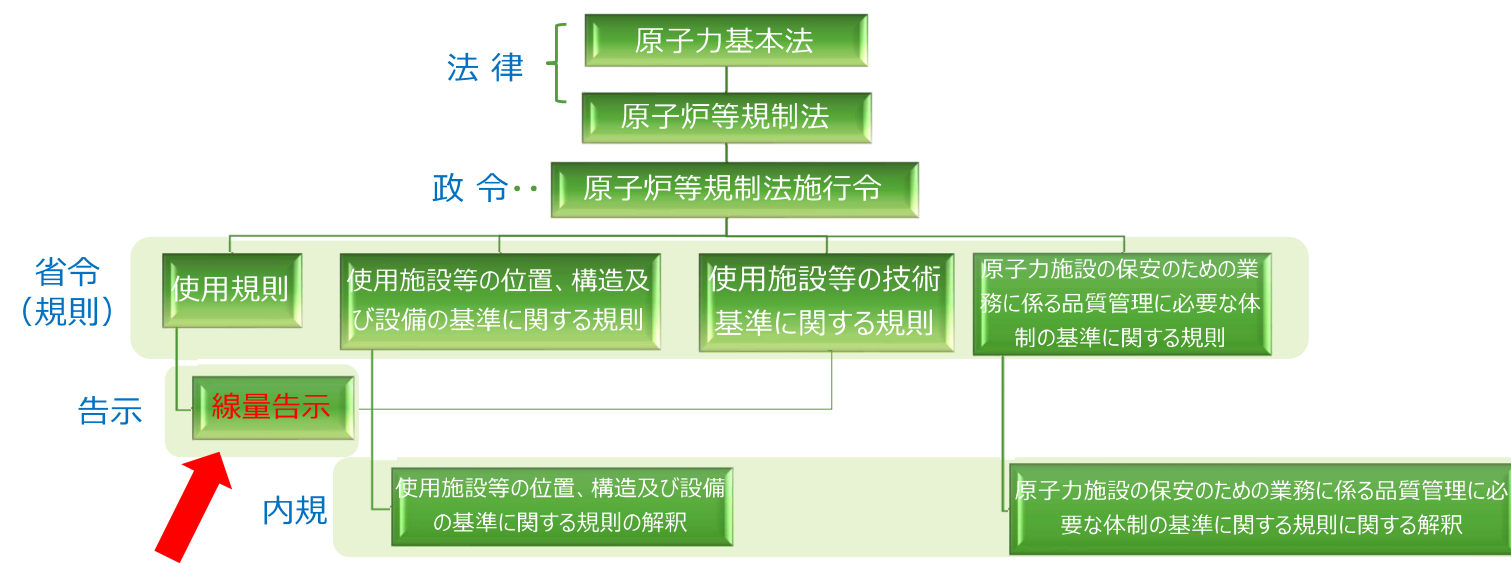 原子力基本法
法 律
原子炉等規制法
政 令‥
原子炉等規制法施行令
省令
（規則）
使用規則
使用施設等の位置、構造及
び設備の基準に関する規則
使用施設等の技術
基準に関する規則
原子力施設の保安のための業
務に係る品質管理に必要な体
制の基準に関する規則
告示
線量告示
内規
使用施設等の位置、構造及び設備
の基準に関する規則の解釈
原子力施設の保安のための業務に係る品質管理に必
要な体制の基準に関する規則に関する解釈